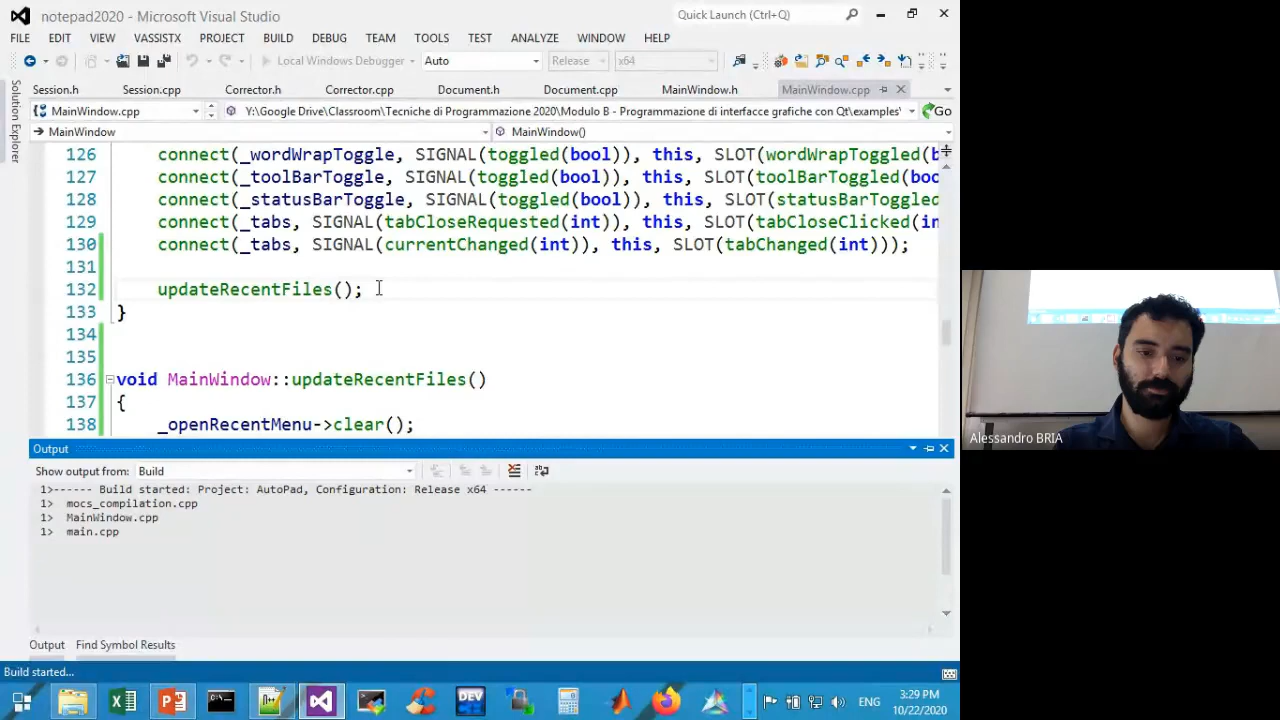 notepad2020 - Microsoft Visual Studio
Quick Launch (Ctrl+Q)
FILE EDIT VIEW VASSISTX PROJECT BUILD DEBUG TEAM TOOLS TEST ANALYZE WINDOW HELP
Local Windows Debugger Auto Release x64
Solution Explorer
Session.h Session.cpp Corrector.h Corrector.cpp Document.h Document.cpp MainWindow.h MainWindow.cpp
MainWindow.cpp Y:\Google Drive\Classroom\Tecniche di Programmazione 2020\Modulo B - Programazione di interfacce grafiche con Qt\examples\ Go
MainWindow MainWindow()
126 connect(_wordWrapToggle, SIGNAL(toggled(bool)), this, SLOT(wordWrapToggled(b
127 connect(_toolBarToggle, SIGNAL(toggled(bool)), this, SLOT(toolBarToggled(boo
128 connect(_statusBarToggle, SIGNAL(toggled(bool)), this, SLOT(statusBarToggled
129 connect(_tabs, SIGNAL(tabCloseRequested(int)), this, SLOT(tabCloseClicked(in
130 connect(_tabs, SIGNAL(currentChanged(int)), this, SLOT(tabChanged(int)));
131
132 updateRecentFiles();
133 }
134
135
136 void MainWindow::updateRecentFiles()
137 {
138 _openRecentMenu->clear();
Output
Show output from: Build
1>------ Build started: Project: AutoPad, Configuration: Release x64 ------
1> mocs_compilation.cpp
1> MainWindow.cpp
1> main.cpp
Output Find Symbol Results
Build started...
DEV
ENG
3:29 PM
10/22/2020
Alessandro BRIA